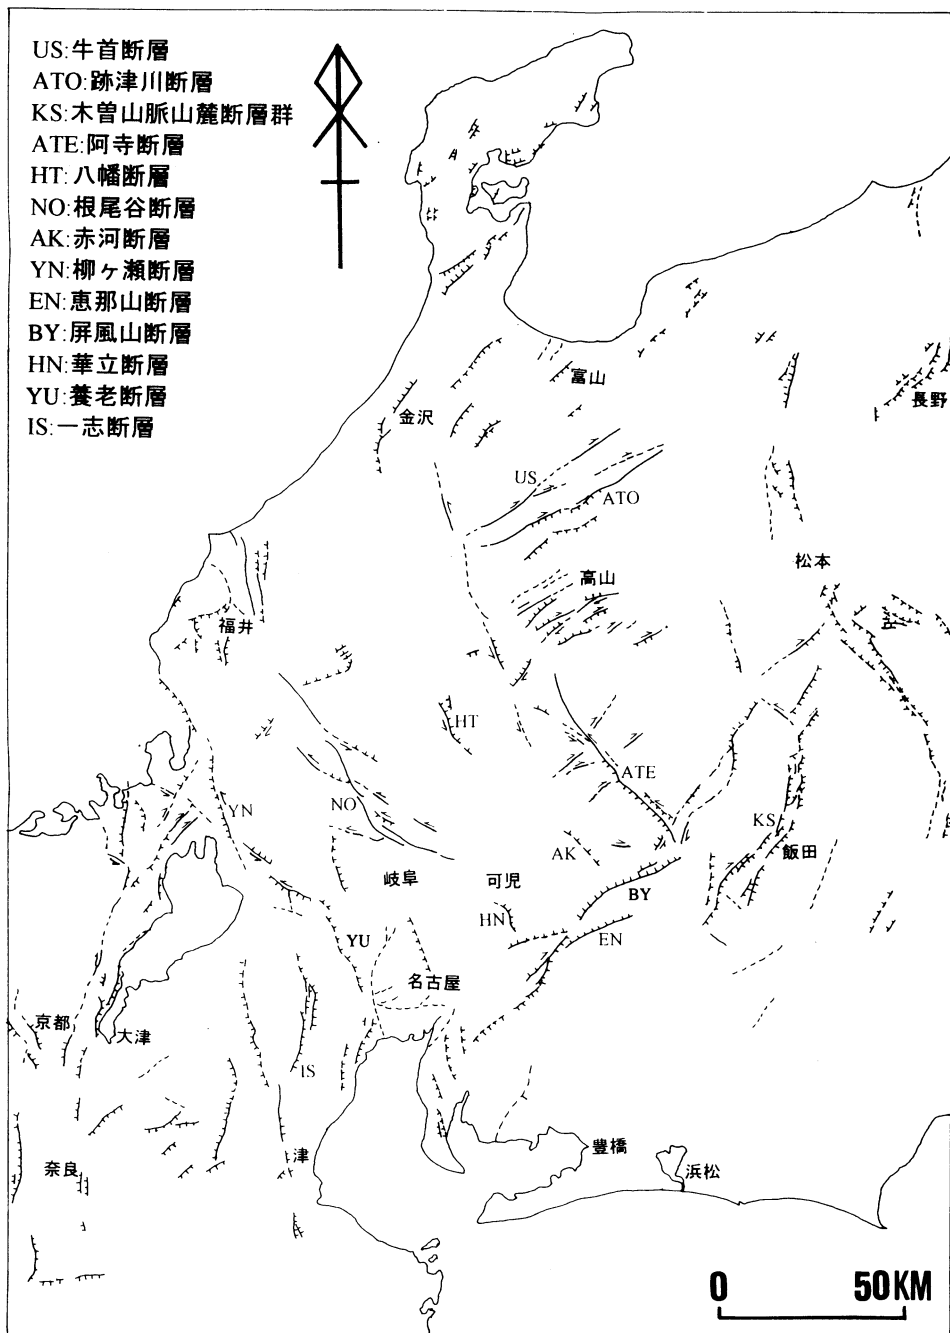 US:牛首断層
ATO:跡津川断層
KS:木曽山脈山麓断層群
ATE:阿寺断層
HT:八幡断層
NO:根尾谷断層
AK:赤河断層
YN:柳ヶ瀬断層
EN:恵那山断層
BY:屏風山断層
HN:華立断層
YU:養老断層
IS:一志断層
富山
長野
金沢
US
ATO
松本
高山
福井
HT
ATE
YN
NO
KS
AK
飯田
岐阜
可児
BY
HN
EN
YU
名古屋
京都
大津
IS
豊橋
津
奈良
浜松
0 50KM